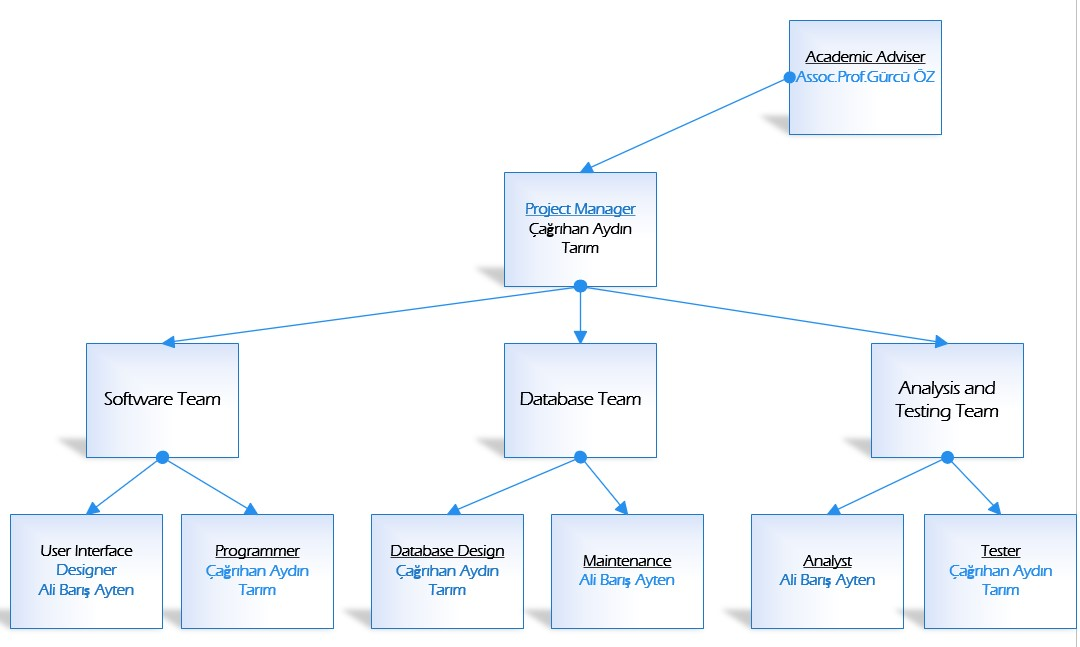 Academic Adviser
Assoc.Prof.Gürcü ÖZ
Project Manager
Çağrıhan Aydın
Tarım
Software Team
Database Team
Analysis and
Testing Team
User Interface
Designer
Ali Barış Ayten
Programmer
Çağrıhan Aydın
Tarım
Database Design
Çağrıhan Aydın
Tarım
Maintenance
Ali Barış Ayten
Analyst
Ali Barış Ayten
Tester
Çağrıhan Aydın
Tarım